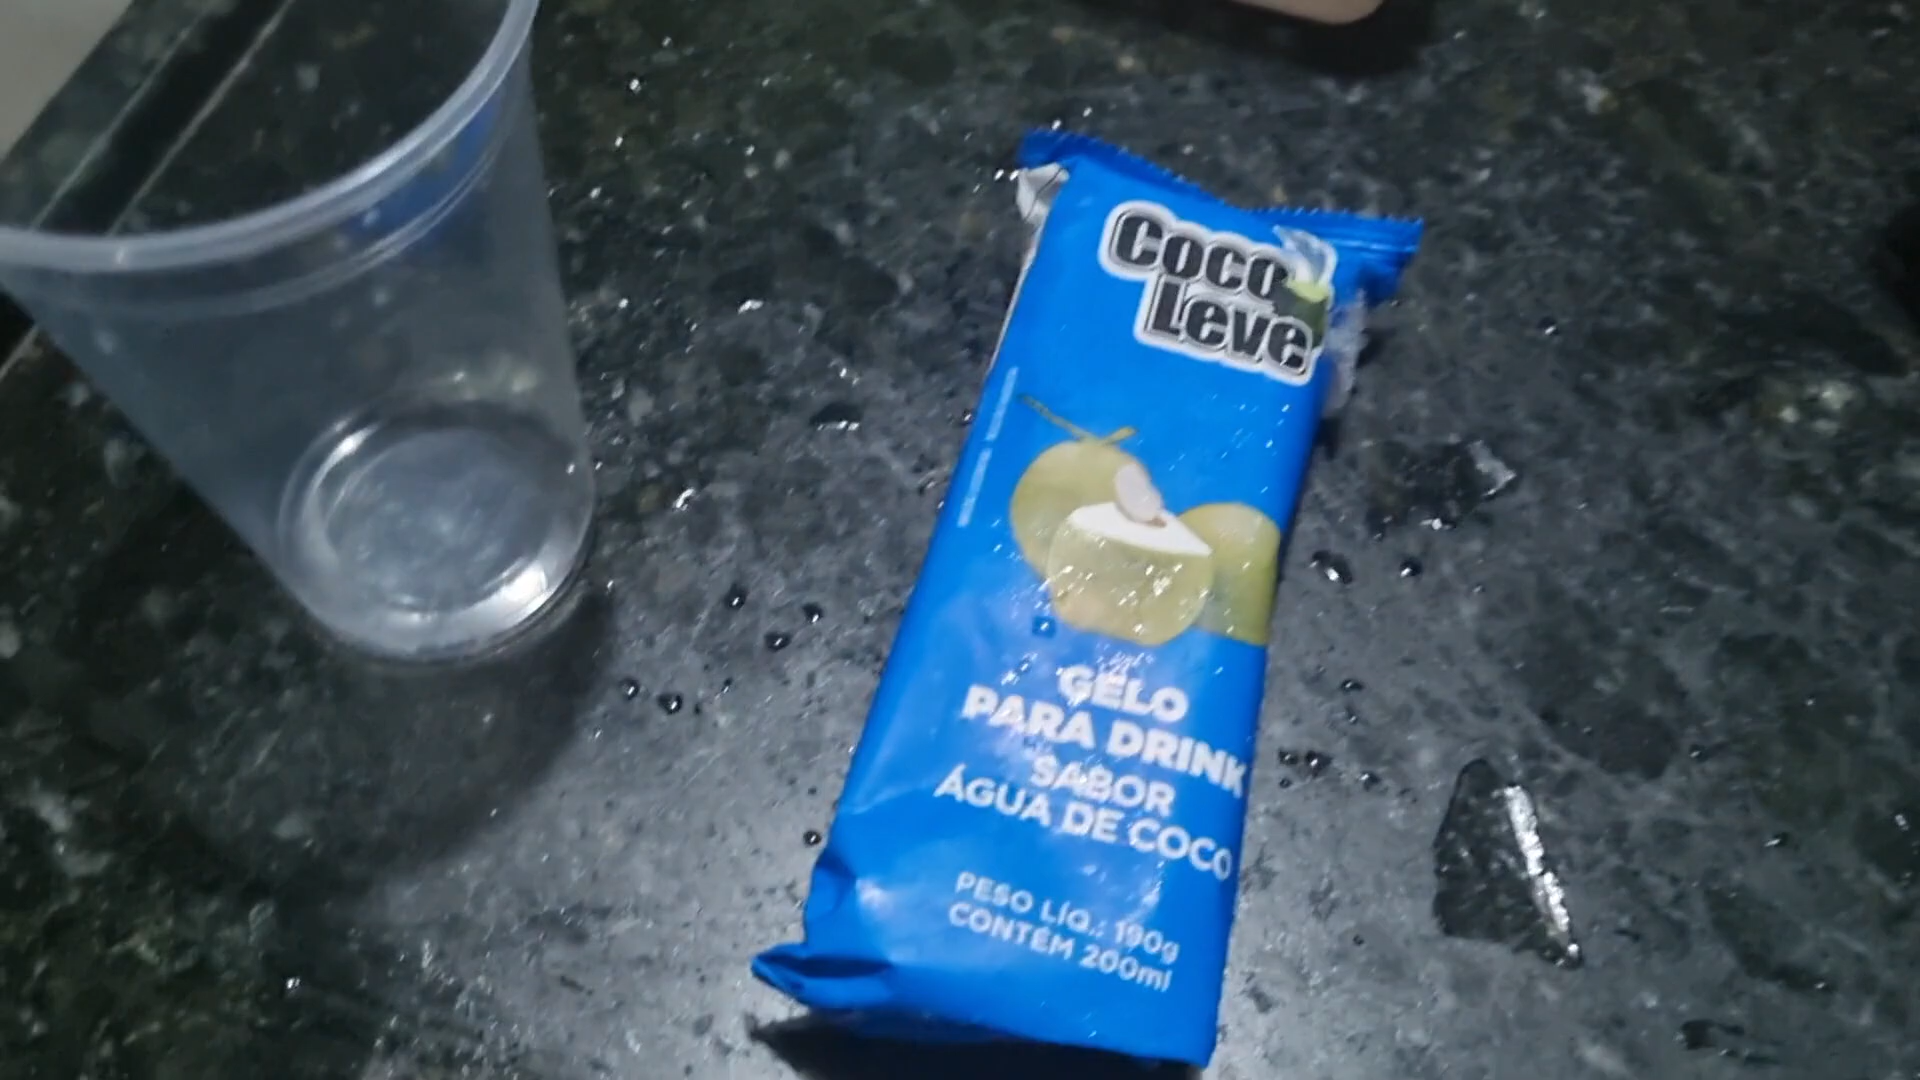 Coco
Leve
GELO
PARA DRINK
SABOR
ÁGUA DE COCO
PESO LÍQ.: 190g
CONTÉM 200ml